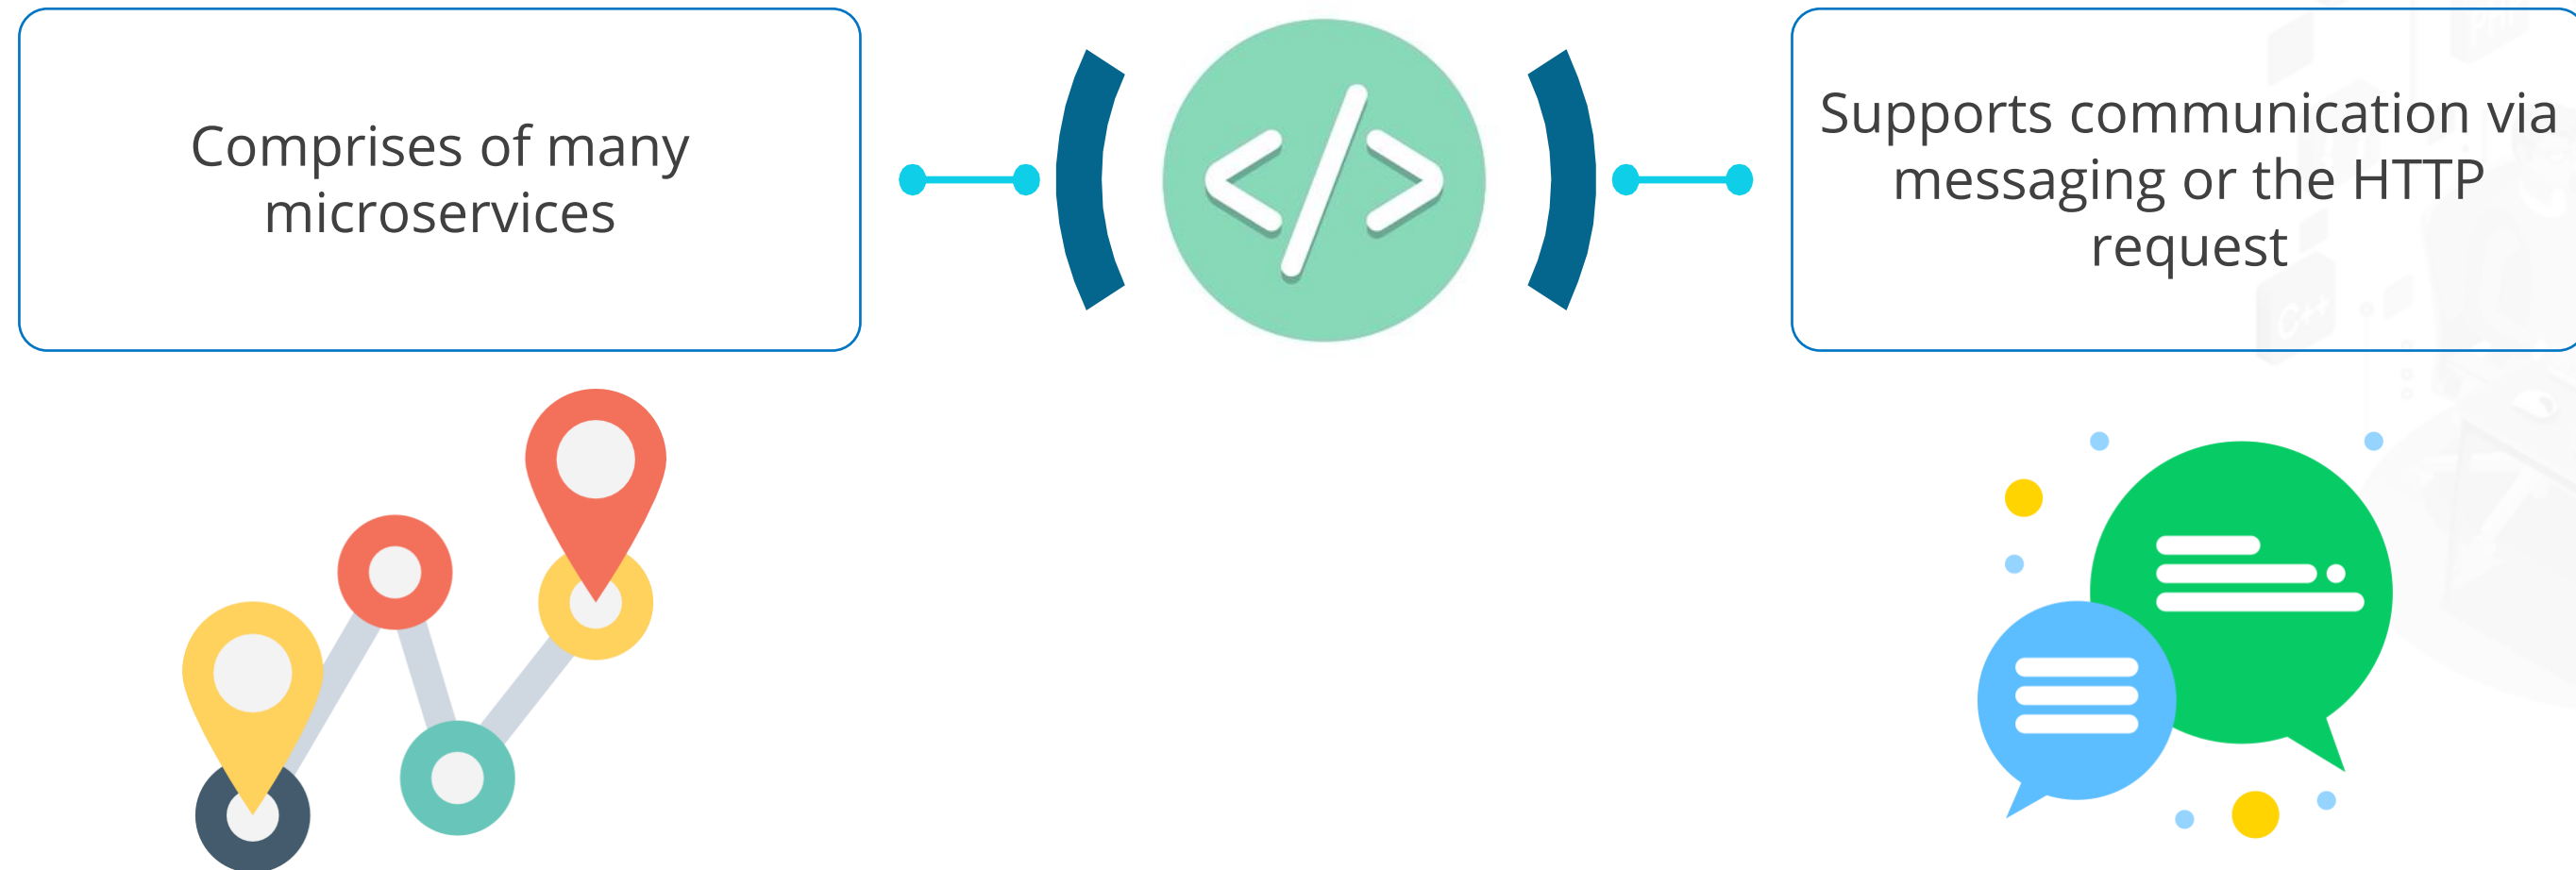 Comprises of many
microservices
Supports communication via
messaging or the HTTP
request
C++